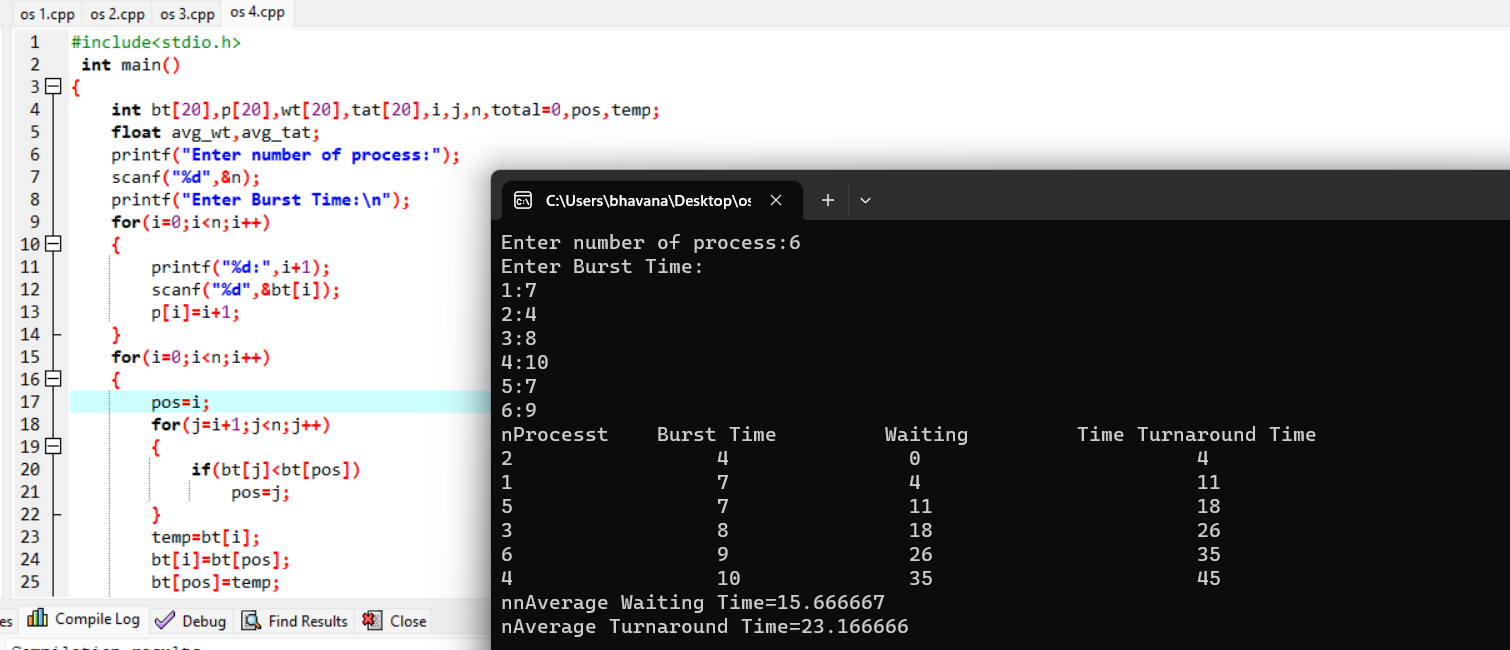 os 1.cpp os 2.cpp os 3.cpp os 4.cpp
1 #include<stdio.h>
2 int main()
3 {
4 int bt[20],p[20],wt[20],tat[20],i,j,n,total=0,pos,temp;
5 float avg_wt,avg_tat;
6 printf("Enter number of process:");
7 scanf("%d",&n);
8 printf("Enter Burst Time:\n");
9 for(i=0;i<n;i++)
10 {
11 printf("%d:",i+1);
12 scanf("%d",&bt[i]);
13 p[i]=i+1;
14 }
15 for(i=0;i<n;i++)
16 {
17 pos=i;
18 for(j=i+1;j<n;j++)
19 {
20 if(bt[j]<bt[pos])
21 pos=j;
22 }
23 temp=bt[i];
24 bt[i]=bt[pos];
25 bt[pos]=temp;
es Compile Log Debug Find Results Close
C:\Users\bhavana\Desktop\os
Enter number of process:6
Enter Burst Time:
1:7
2:4
3:8
4:10
5:7
6:9
nProcesst Burst Time Waiting Time Turnaround Time
2 4 0 4
1 7 4 11
5 7 11 18
3 8 18 26
6 9 26 35
4 10 35 45
nnAverage Waiting Time=15.666667
nAverage Turnaround Time=23.166666